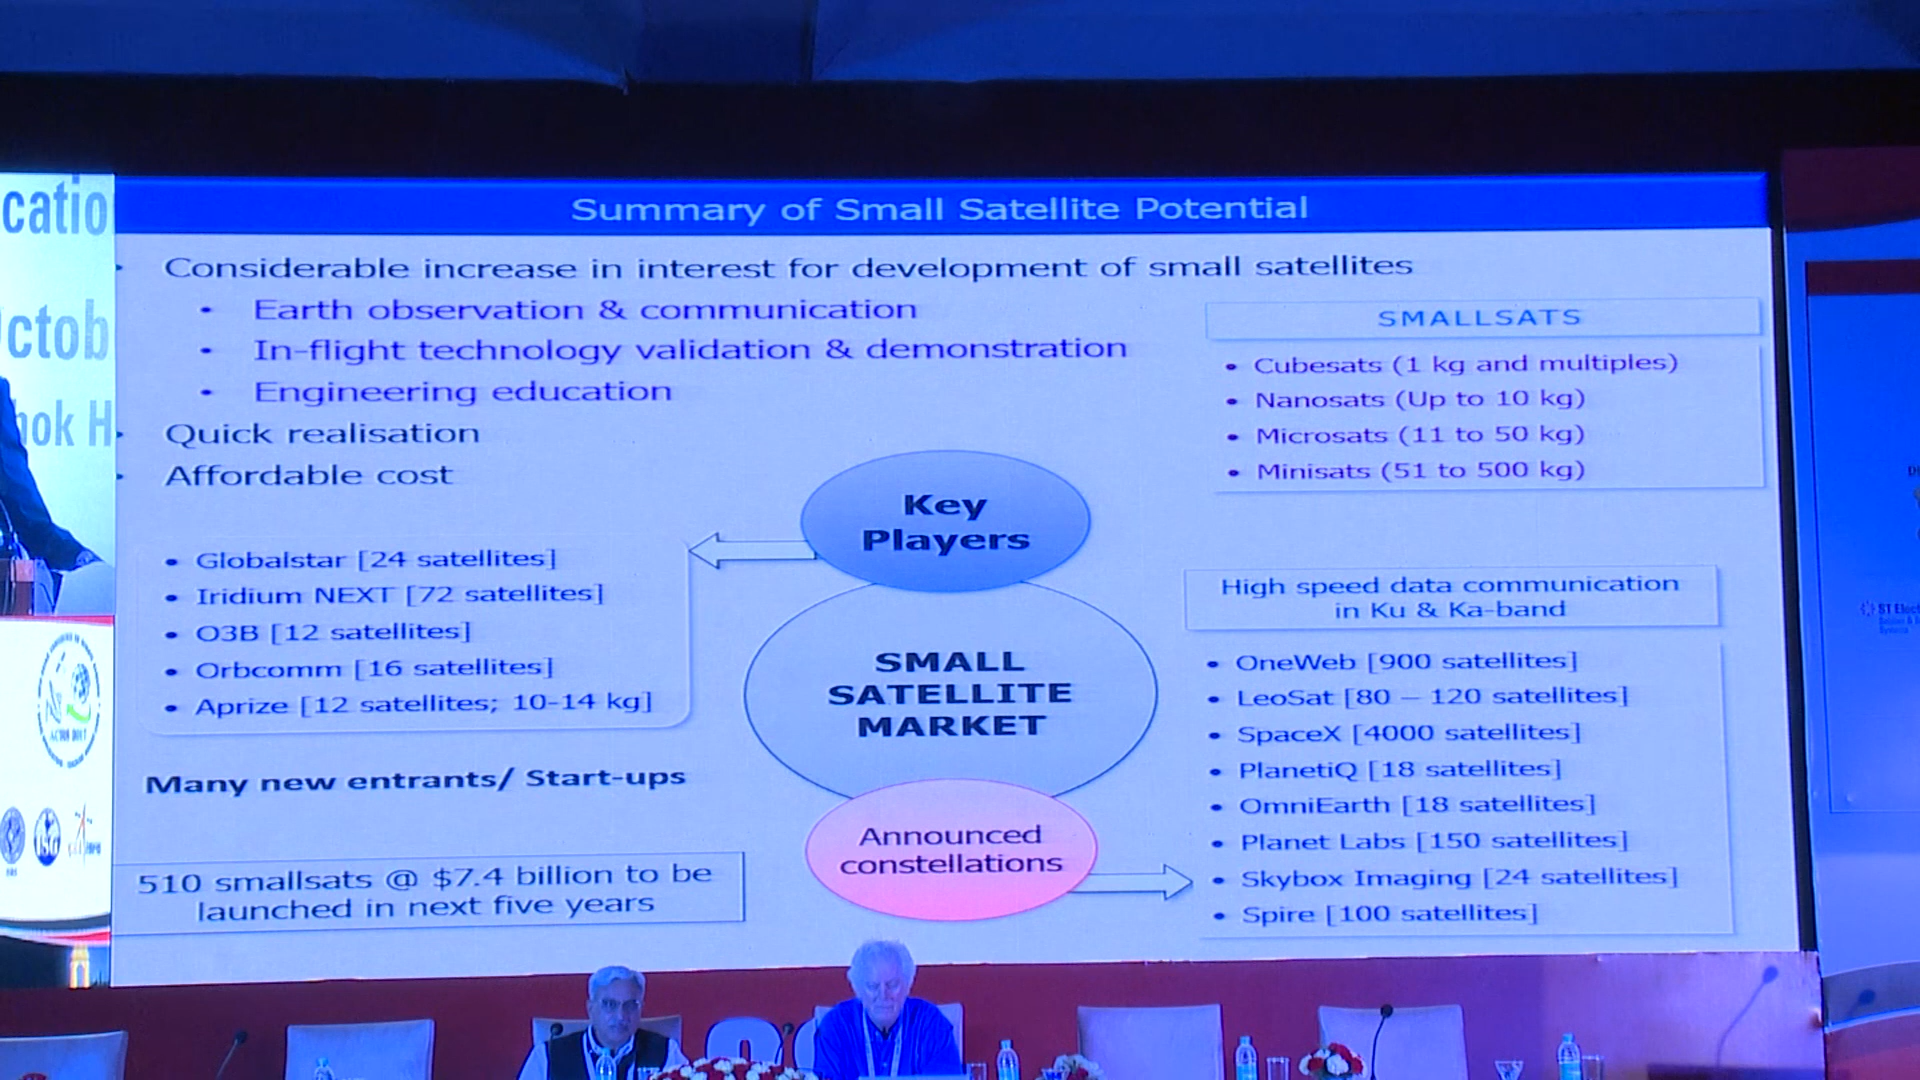 catio
Octob
hok H
Summary of Small Satellite Potential
Considerable increase in interest for development of small satellites
• Earth observation & communication
• In-flight technology validation & demonstration
• Engineering education
Quick realisation
Affordable cost
SMALLSATS
• Cubesats (1 kg and multiples)
• Nanosats (Up to 10 kg)
• Microsats (11 to 50 kg)
• Minisats (51 to 500 kg)
Key
Players
• Globalstar [24 satellites]
• Iridium NEXT [72 satellites]
• O3B [12 satellites]
• Orbcomm [16 satellites]
• Aprize [12 satellites; 10-14 kg]
SMALL
SATELLITE
MARKET
Many new entrants/ Start-ups
510 smallsats @ $7.4 billion to be
launched in next five years
Announced
constellations
High speed data communication
in Ku & Ka-band
• OneWeb [900 satellites]
• LeoSat [80 – 120 satellites]
• SpaceX [4000 satellites]
• PlanetiQ [18 satellites]
• OmniEarth [18 satellites]
• Planet Labs [150 satellites]
• Skybox Imaging [24 satellites]
• Spire [100 satellites]
ST Elect